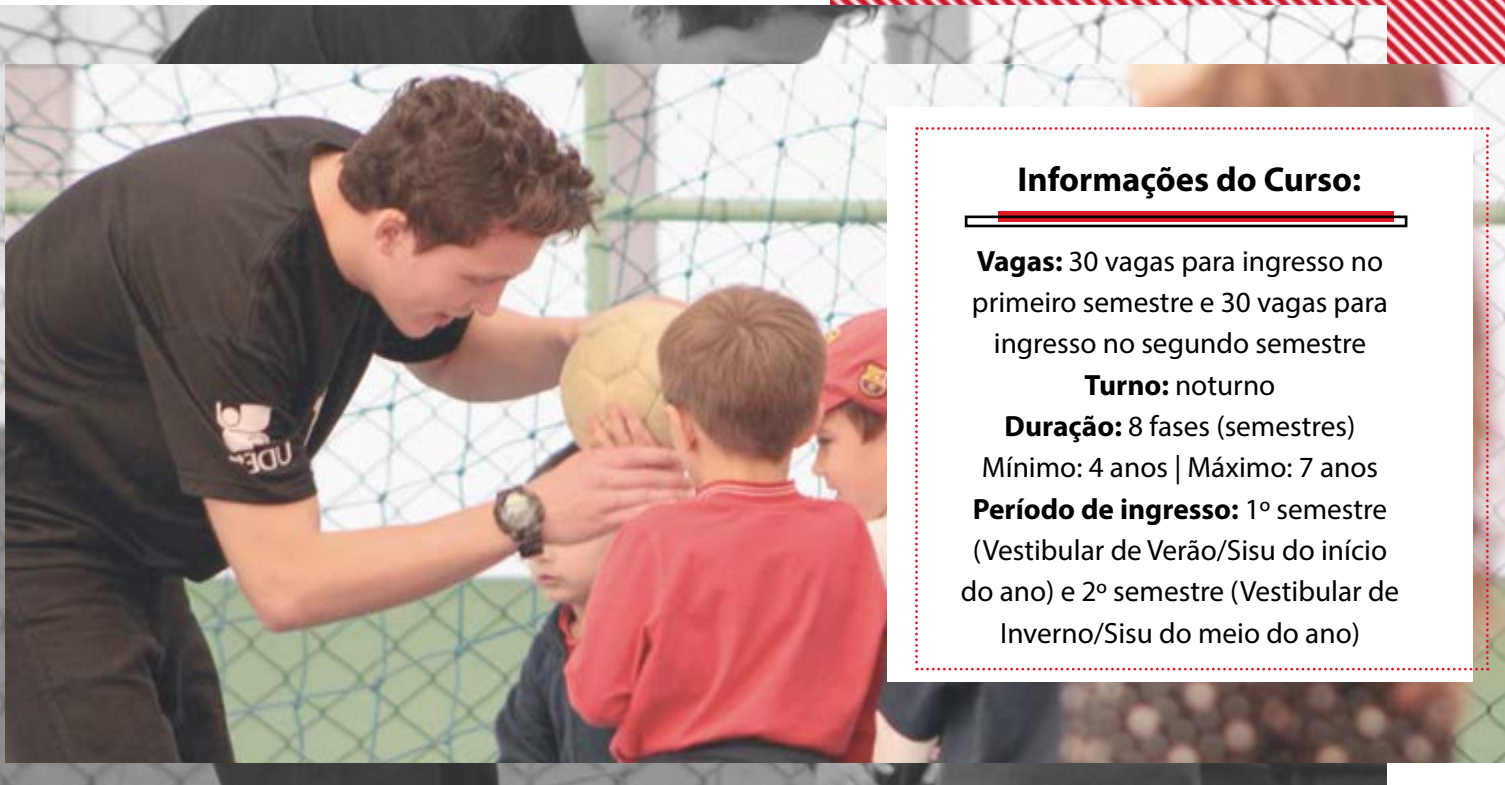 Informações do Curso:
Vagas: 30 vagas para ingresso no
primeiro semestre e 30 vagas para
ingresso no segundo semestre
Turno: noturno
Duração: 8 fases (semestres)
Mínimo: 4 anos | Máximo: 7 anos
Período de ingresso: 1º semestre
(Vestibular de Verão/Sisu do início
do ano) e 2º semestre (Vestibular de
Inverno/Sisu do meio do ano)